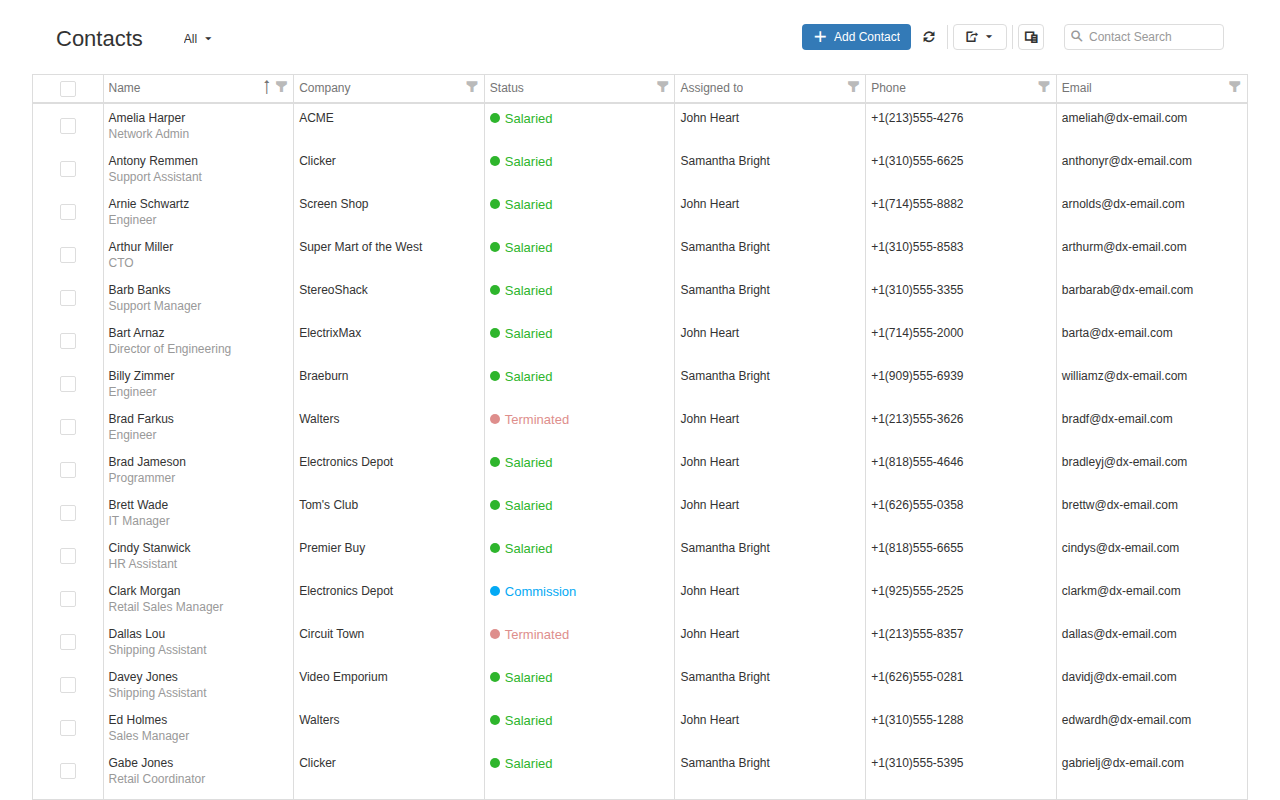 Contacts All Add Contact Contact Search
Name Company Status Assigned to Phone Email
Amelia Harper ACME Salaried John Heart +1(213)555-4276 ameliah@dx-email.com
Network Admin
Antony Remmen Clicker Salaried Samantha Bright +1(310)555-6625 anthonyr@dx-email.com
Support Assistant
Arnie Schwartz Screen Shop Salaried John Heart +1(714)555-8882 arnolds@dx-email.com
Engineer
Arthur Miller Super Mart of the West Salaried Samantha Bright +1(310)555-8583 arthurm@dx-email.com
CTO
Barb Banks StereoShack Salaried Samantha Bright +1(310)555-3355 barbarab@dx-email.com
Support Manager
Bart Arnaz ElectrixMax Salaried John Heart +1(714)555-2000 barta@dx-email.com
Director of Engineering
Billy Zimmer Braeburn Salaried Samantha Bright +1(909)555-6939 williamz@dx-email.com
Engineer
Brad Farkus Walters Terminated John Heart +1(213)555-3626 bradf@dx-email.com
Engineer
Brad Jameson Electronics Depot Salaried John Heart +1(818)555-4646 bradleyj@dx-email.com
Programmer
Brett Wade Tom's Club Salaried John Heart +1(626)555-0358 brettw@dx-email.com
IT Manager
Cindy Stanwick Premier Buy Salaried Samantha Bright +1(818)555-6655 cindys@dx-email.com
HR Assistant
Clark Morgan Electronics Depot Commission John Heart +1(925)555-2525 clarkm@dx-email.com
Retail Sales Manager
Dallas Lou Circuit Town Terminated John Heart +1(213)555-8357 dallas@dx-email.com
Shipping Assistant
Davey Jones Video Emporium Salaried Samantha Bright +1(626)555-0281 davidj@dx-email.com
Shipping Assistant
Ed Holmes Walters Salaried John Heart +1(310)555-1288 edwardh@dx-email.com
Sales Manager
Gabe Jones Clicker Salaried Samantha Bright +1(310)555-5395 gabrielj@dx-email.com
Retail Coordinator